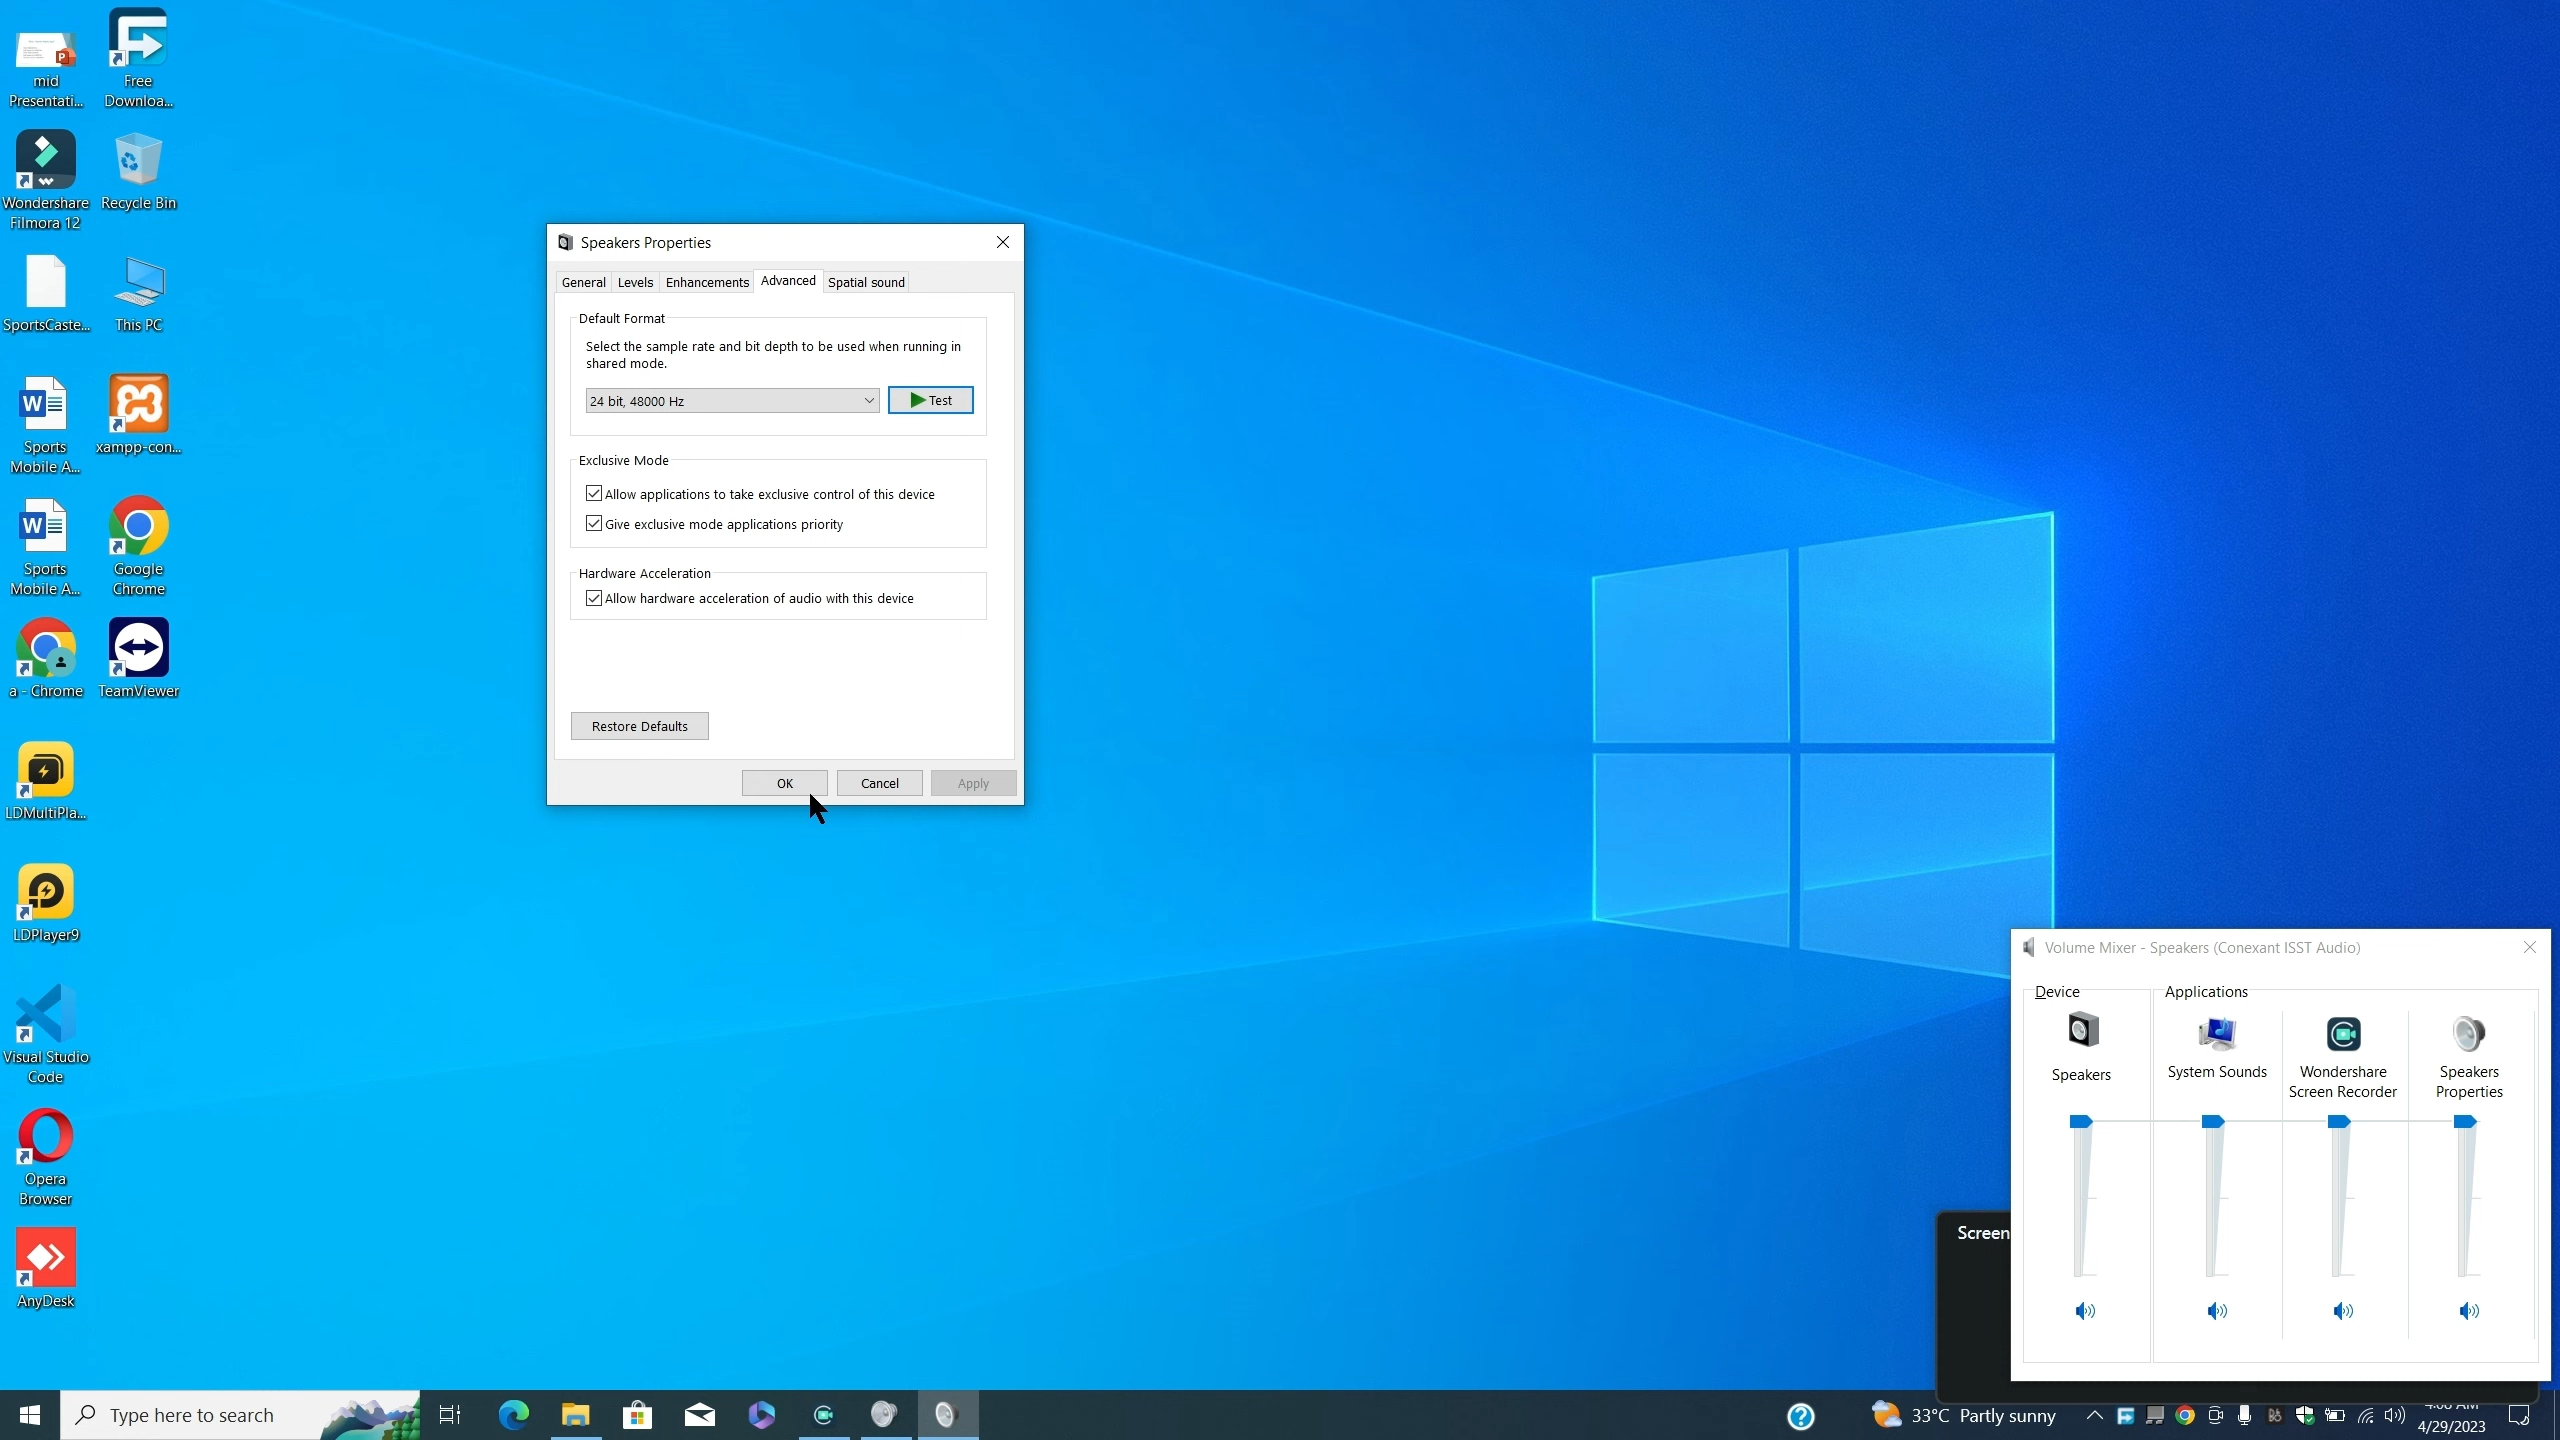 mid
Presentati...
Free
Downloa...
Wondershare
Filmora 12
Recycle Bin
SportsCaste...
This PC
Sports
Mobile A...
xampp-con...
Sports
Mobile A...
Google
Chrome
a - Chrome
TeamViewer
LDMultiPla...
LDPlayer9
Visual Studio
Code
Opera
Browser
AnyDesk
Speakers Properties
General
Levels
Enhancements
Advanced
Spatial sound
Default Format
Select the sample rate and bit depth to be used when running in
shared mode.
24 bit, 48000 Hz
Test
Exclusive Mode
Allow applications to take exclusive control of this device
Give exclusive mode applications priority
Hardware Acceleration
Allow hardware acceleration of audio with this device
Restore Defaults
OK
Cancel
Apply
Volume Mixer - Speakers (Conexant ISST Audio)
Device
Applications
Speakers
System Sounds
Wondershare
Screen Recorder
Speakers
Properties
Screen
Type here to search
33°C Partly sunny
4/29/2023